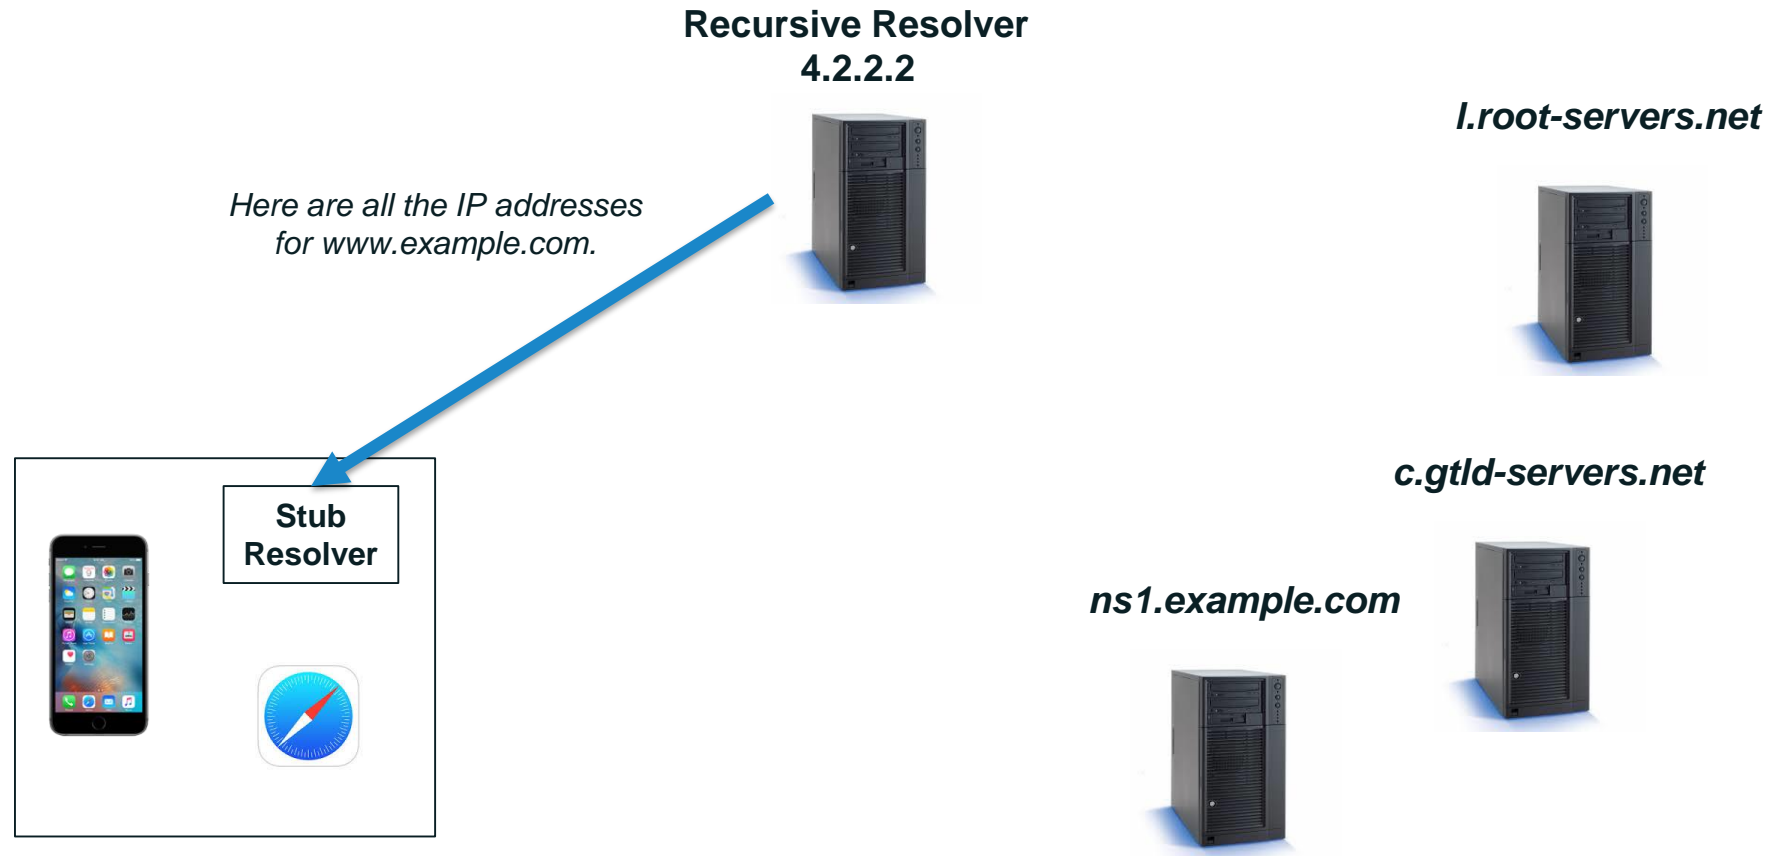 Recursive Resolver
4.2.2.2
l.root-servers.net
Here are all the IP addresses
for www.example.com.
c.gtld-servers.net
Stub
Resolver
ns1.example.com